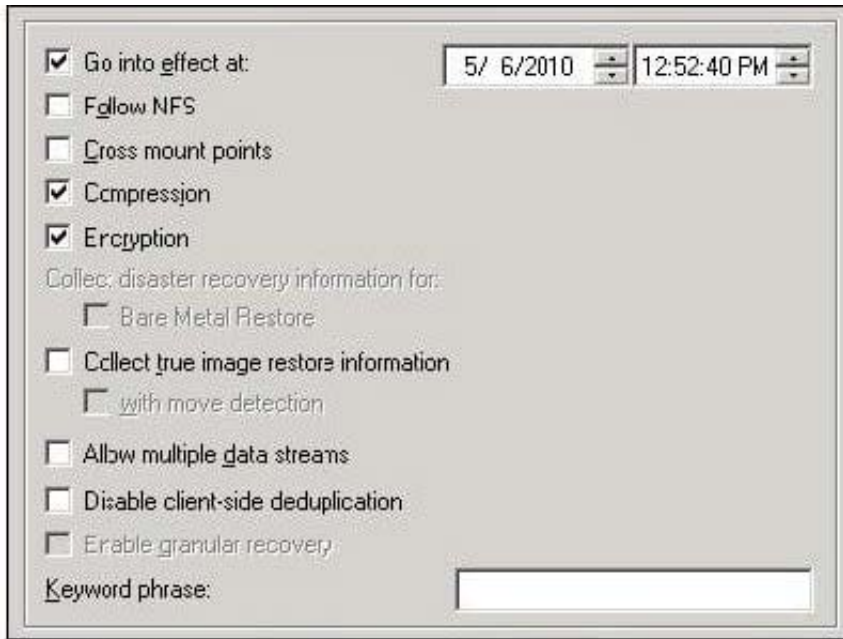 Go into effect at: 5/ 6/2010 12:52:40 PM
Follow NFS
Cross mount points
Compression
Encryption
Collect disaster recovery information for:
Bare Metal Restore
Collect true image restore information
with move detection
Allow multiple data streams
Disable client-side deduplication
Enable granular recovery
Keyword phrase: